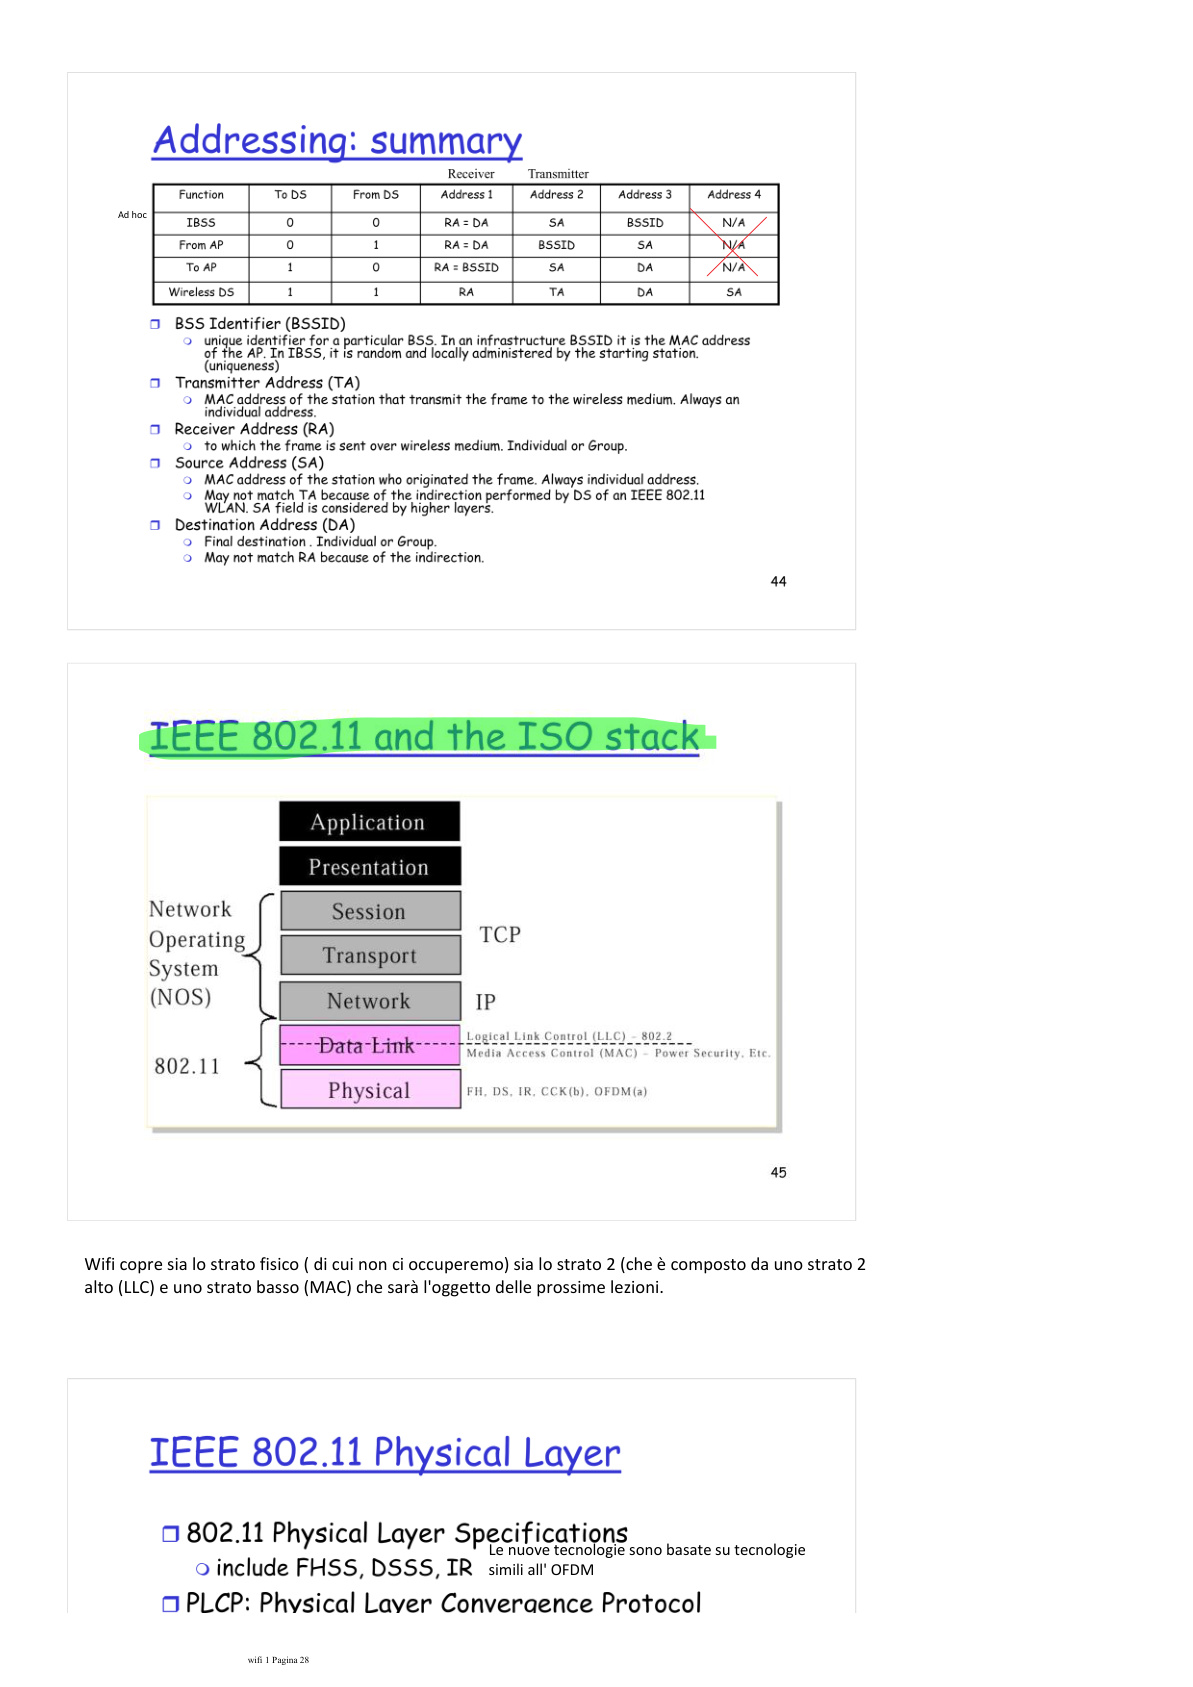 Addressing: summary
Receiver Transmitter
Function To DS From DS Address 1 Address 2 Address 3 Address 4
Ad hoc
IBSS 0 0 RA = DA SA BSSID N/A
From AP 0 1 RA = DA BSSID SA N/A
To AP 1 0 RA = BSSID SA DA N/A
Wireless DS 1 1 RA TA DA SA
BSS Identifier (BSSID)
unique identifier for a particular BSS. In an infrastructure BSSID it is the MAC address
of the AP. In IBSS, it is random and locally administered by the starting station.
(uniqueness)
Transmitter Address (TA)
MAC address of the station that transmit the frame to the wireless medium. Always an
individual address.
Receiver Address (RA)
to which the frame is sent over wireless medium. Individual or Group.
Source Address (SA)
MAC address of the station who originated the frame. Always individual address.
May not match TA because of the indirection performed by DS of an IEEE 802.11
WLAN. SA field is considered by higher layers.
Destination Address (DA)
Final destination . Individual or Group.
May not match RA because of the indirection.
44
IEEE 802.11 and the ISO stack
Application
Presentation
Network
Operating
System
(NOS)
Session
Transport
Network
TCP
IP
802.11
Data Link
Physical
Logical Link Control (LLC) – 802.2
Media Access Control (MAC) – Power Security, Etc.
FH, DS, IR, CCK(b), OFDM(a)
45
Wifi copre sia lo strato fisico ( di cui non ci occuperemo) sia lo strato 2 (che è composto da uno strato 2
alto (LLC) e uno strato basso (MAC) che sarà l'oggetto delle prossime lezioni.
IEEE 802.11 Physical Layer
802.11 Physical Layer Specifications
include FHSS, DSSS, IR
Le nuove tecnologie sono basate su tecnologie
simili all' OFDM
PLCP: Physical Layer Convergence Protocol
wifi 1 Pagina 28